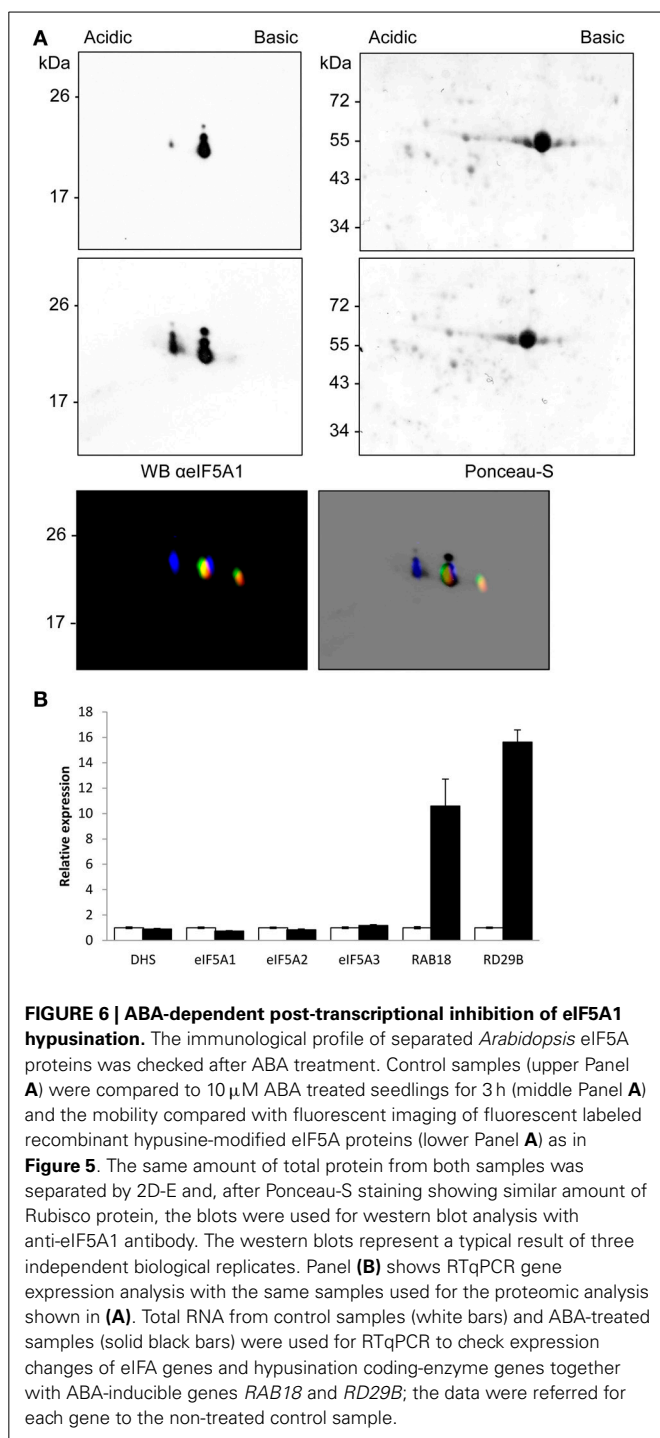 A
Acidic Basic Acidic Basic
kDa
26
17
72
55
43
34
26
17
72
55
43
34
WB αeIF5A1 Ponceau-S
26
17
B
Relative expression
18
16
14
12
10
8
6
4
2
0
DHS eIF5A1 eIF5A2 eIF5A3 RAB18 RD29B
FIGURE 6 | ABA-dependent post-transcriptional inhibition of eIF5A1
hypusination. The immunological profile of separated Arabidopsis eIF5A
proteins was checked after ABA treatment. Control samples (upper Panel
A) were compared to 10 μM ABA treated seedlings for 3 h (middle Panel A)
and the mobility compared with fluorescent imaging of fluorescent labeled
recombinant hypusine-modified eIF5A proteins (lower Panel A) as in
Figure 5. The same amount of total protein from both samples was
separated by 2D-E and, after Ponceau-S staining showing similar amount of
Rubisco protein, the blots were used for western blot analysis with
anti-eIF5A1 antibody. The western blots represent a typical result of three
independent biological replicates. Panel (B) shows RTqPCR gene
expression analysis with the same samples used for the proteomic analysis
shown in (A). Total RNA from control samples (white bars) and ABA-treated
samples (solid black bars) were used for RTqPCR to check expression
changes of eIFA genes and hypusination coding-enzyme genes together
with ABA-inducible genes RAB18 and RD29B; the data were referred for
each gene to the non-treated control sample.